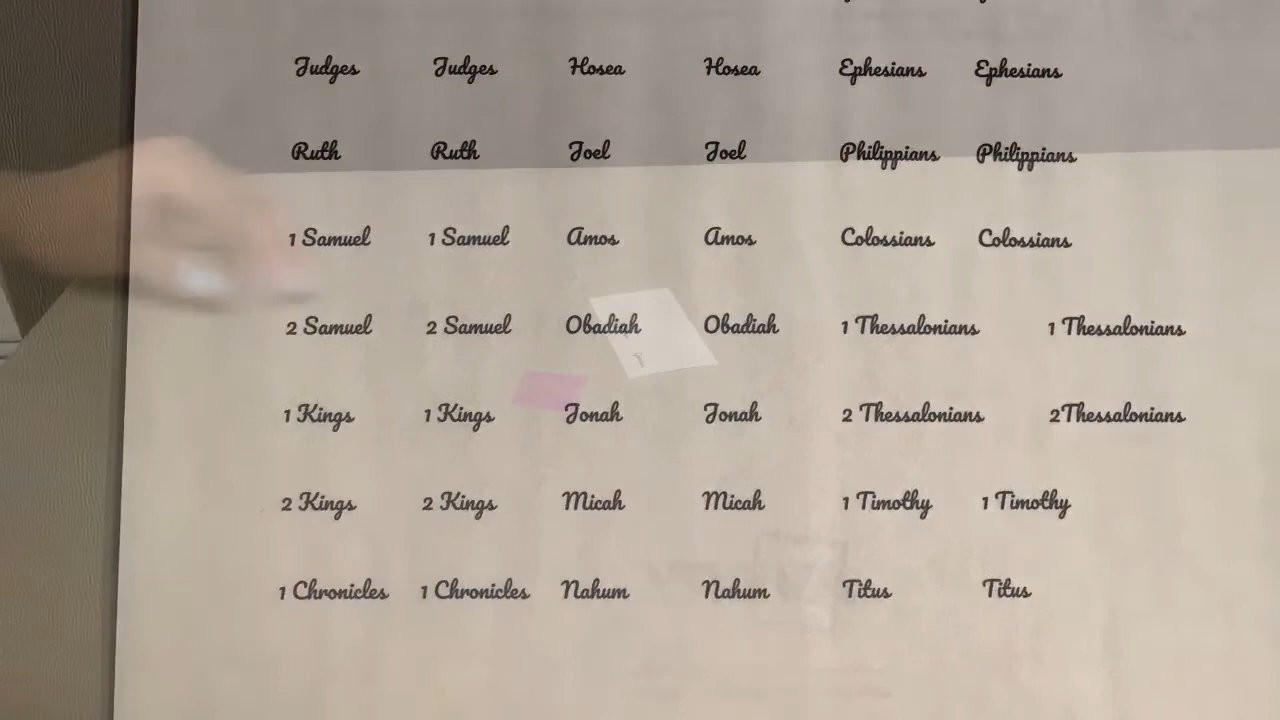 Judges Judges Hosea Hosea Ephesians Ephesians
Ruth Ruth Joel Joel Philippians Philippians
1 Samuel 1 Samuel Amos Amos Colossians Colossians
2 Samuel 2 Samuel Obadiah Obadiah 1 Thessalonians 1 Thessalonians
1 Kings 1 Kings Jonah Jonah 2 Thessalonians 2Thessalonians
2 Kings 2 Kings Micah Micah 1 Timothy 1 Timothy
1 Chronicles 1 Chronicles Nahum Nahum Titus Titus